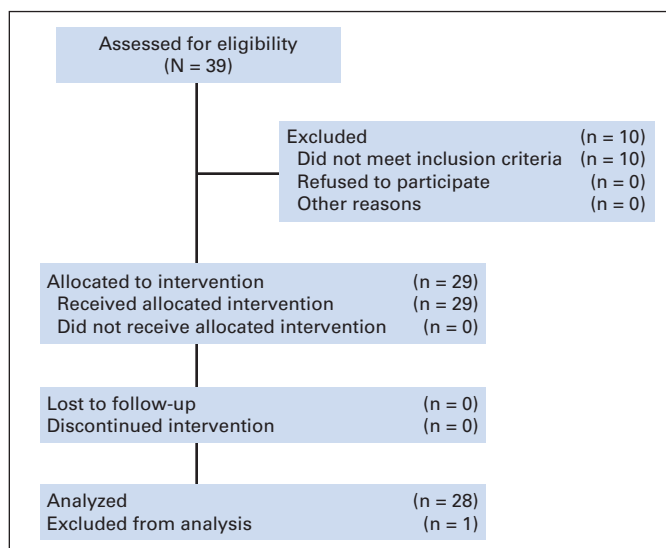 Assessed for eligibility
(N = 39)
Excluded (n = 10)
Did not meet inclusion criteria (n = 10)
Refused to participate (n = 0)
Other reasons (n = 0)
Allocated to intervention (n = 29)
Received allocated intervention (n = 29)
Did not receive allocated intervention (n = 0)
Lost to follow-up (n = 0)
Discontinued intervention (n = 0)
Analyzed (n = 28)
Excluded from analysis (n = 1)